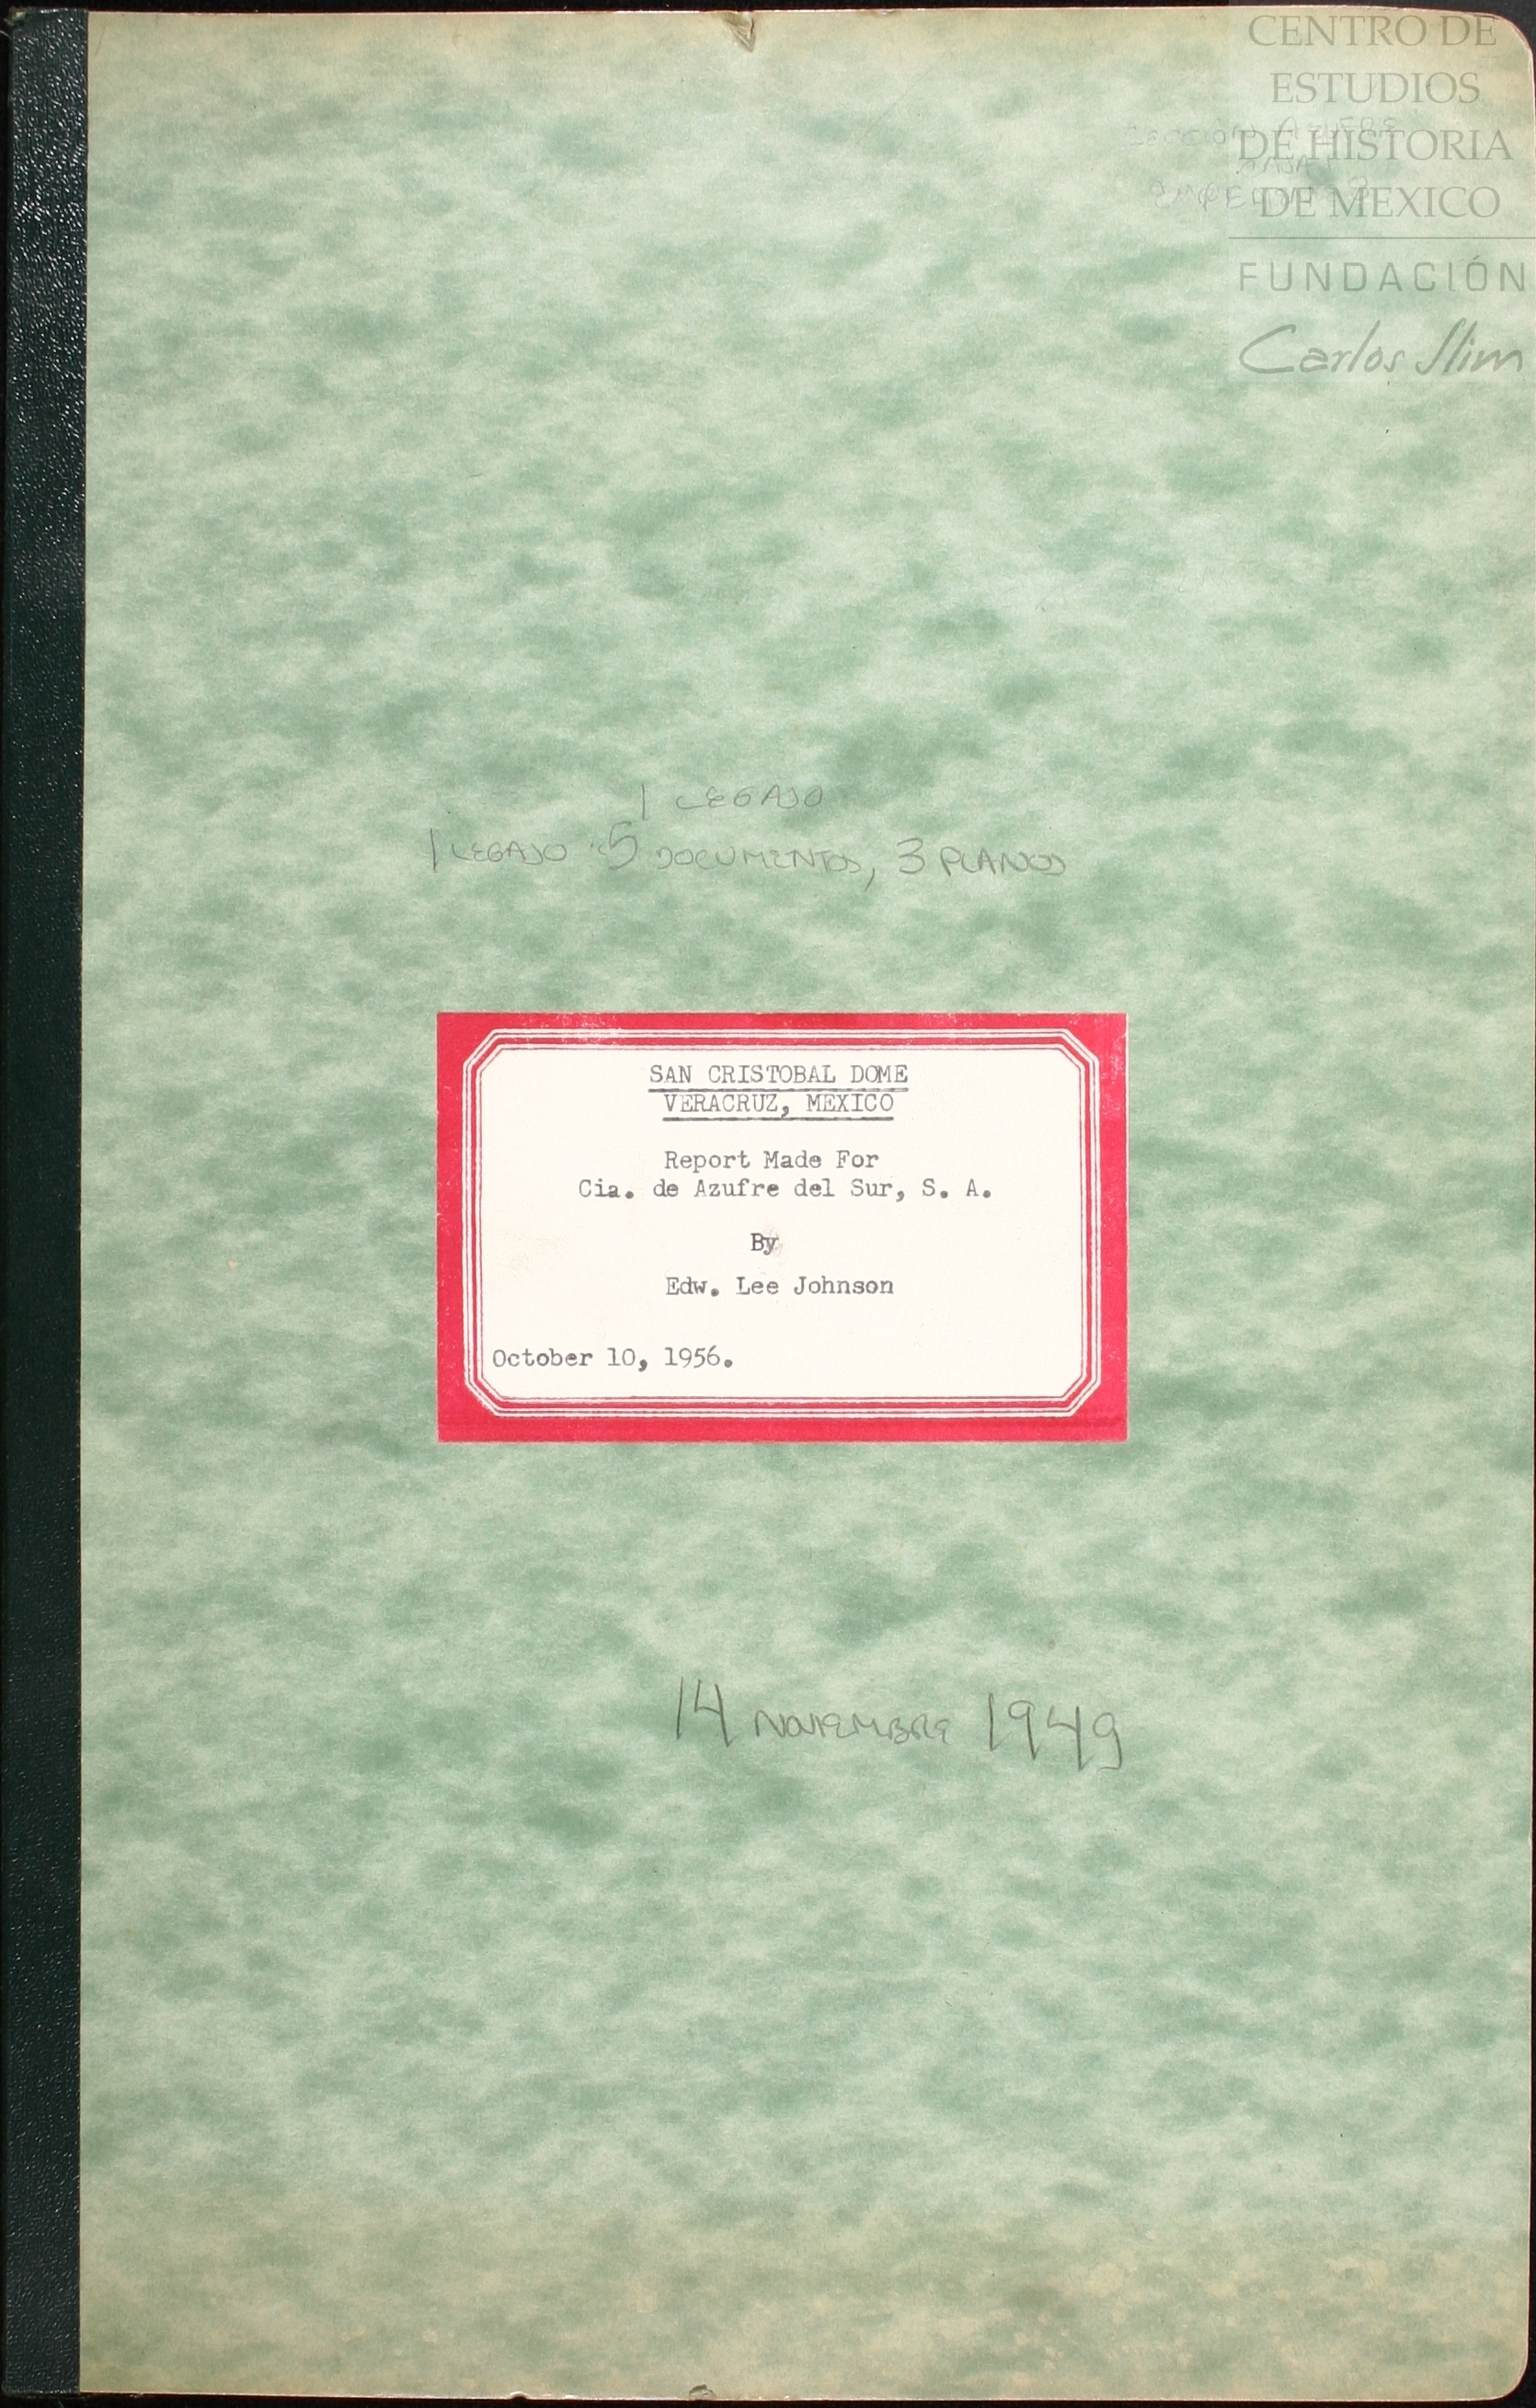 CENTRO DE
ESTUDIOS
DE HISTORIA
DE MEXICO
FUNDACIÓN
Carlos Slim
1 LEGAJO
1 LEGAJO 5 DOCUMENTOS, 3 PLANOS
SAN CRISTOBAL DOME
VERACRUZ, MEXICO
Report Made For
Cia. de Azufre del Sur, S. A.
By
Edw. Lee Johnson
October 10, 1956.
14 NOVIEMBRE 1949